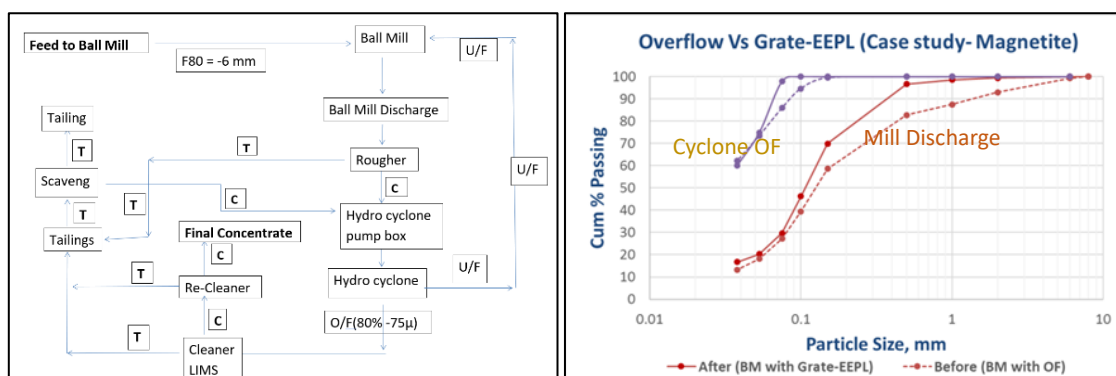 Feed to Ball Mill
Ball Mill
U/F
F80 = -6 mm
Ball Mill Discharge
Tailing
T
T
Rougher
U/F
Scaveng
C
C
T
T
Hydro cyclone
pump box
Final Concentrate
Tailings
C
U/F
Hydro cyclone
T
Re-Cleaner
C
O/F(80% -75µ)
T
Cleaner
LIMS
Overflow Vs Grate-EEPL (Case study- Magnetite)
Cum % Passing
100
90
80
70
60
50
40
30
20
10
0
Cyclone OF
Mill Discharge
0.01
0.1
1
10
Particle Size, mm
After (BM with Grate-EEPL)
Before (BM with OF)